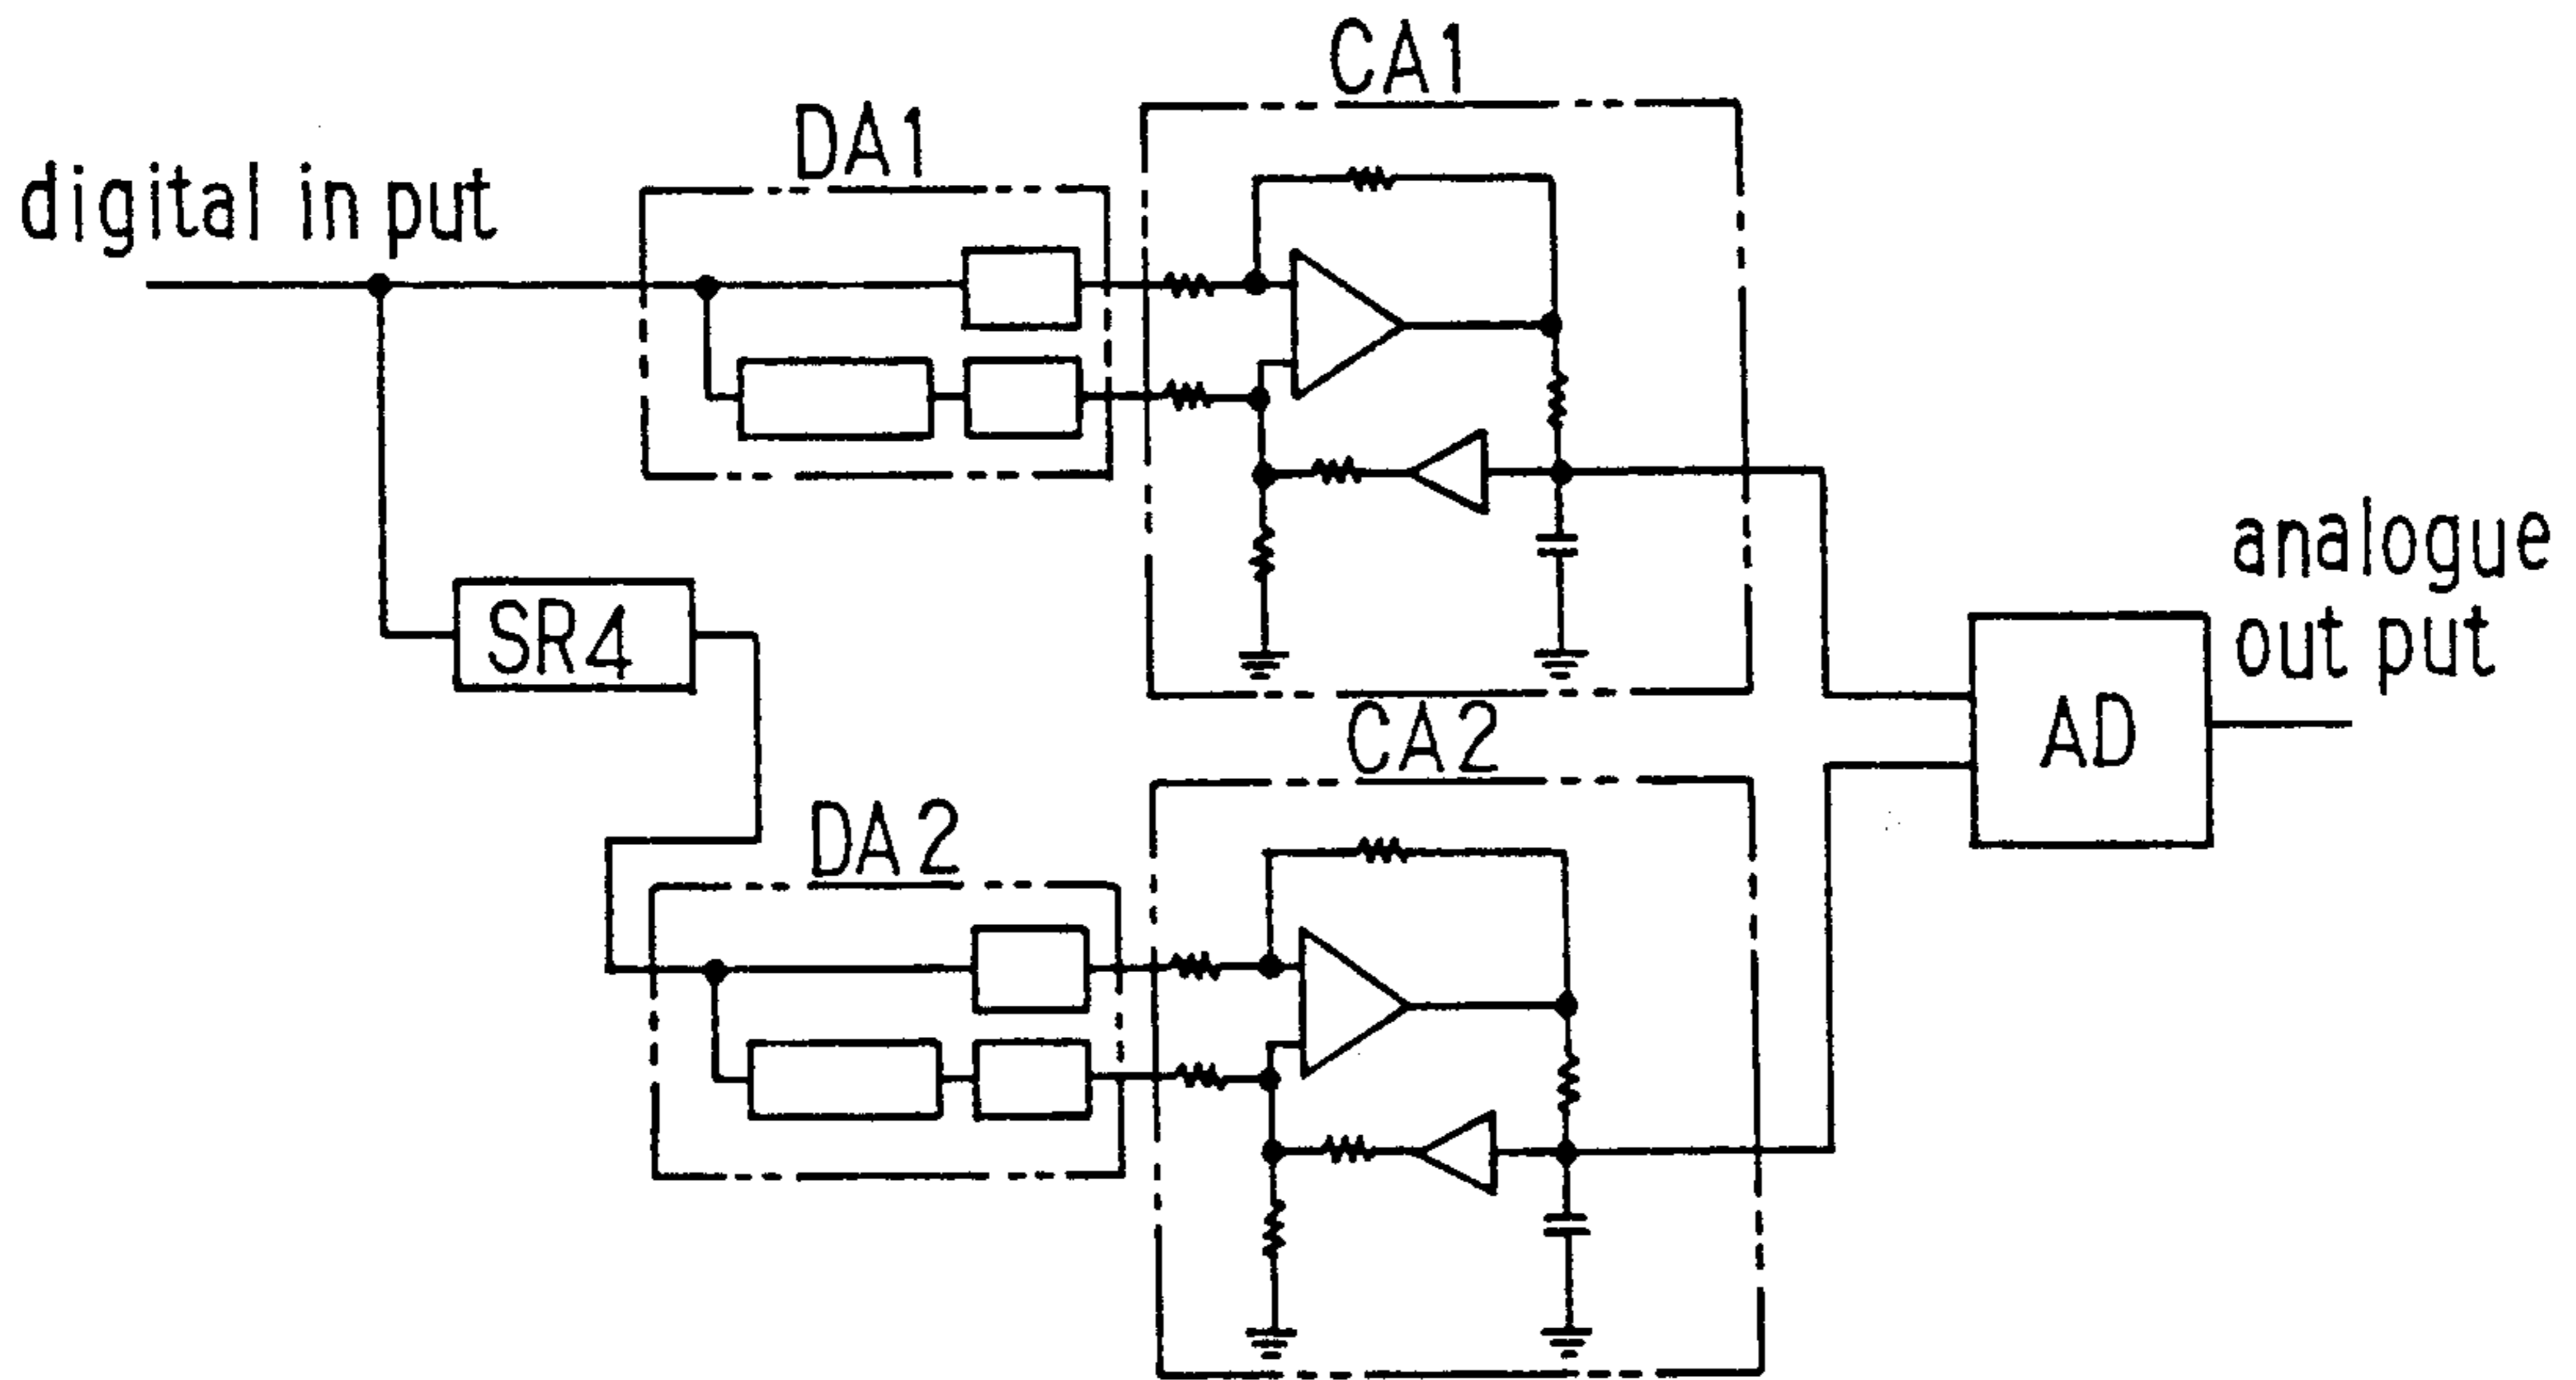 CA1
DA1
digital in put
SR4
analogue
out put
AD
CA2
DA2